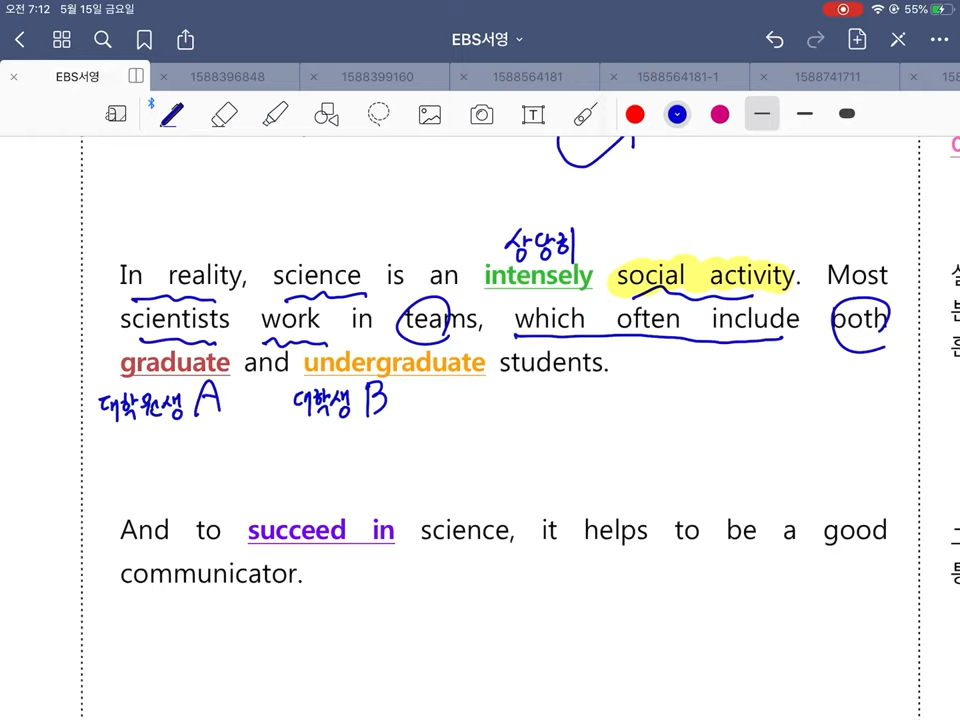 오전 7:12 5월 15일 금요일
55%
EBS서영
EBS서영
1588396848
1588399160
1588564181
1588564181-1
1588741711
상당히
In reality, science is an intensely social activity. Most
scientists work in teams, which often include both
graduate and undergraduate students.
대학원생 A 대학생 B
And to succeed in science, it helps to be a good
communicator.